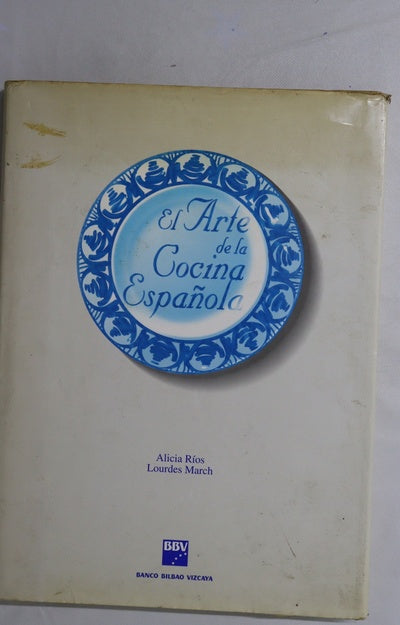 El Arte
de la
Cocina
Española
Alicia Ríos
Lourdes March
BBV
BANCO BILBAO VIZCAYA